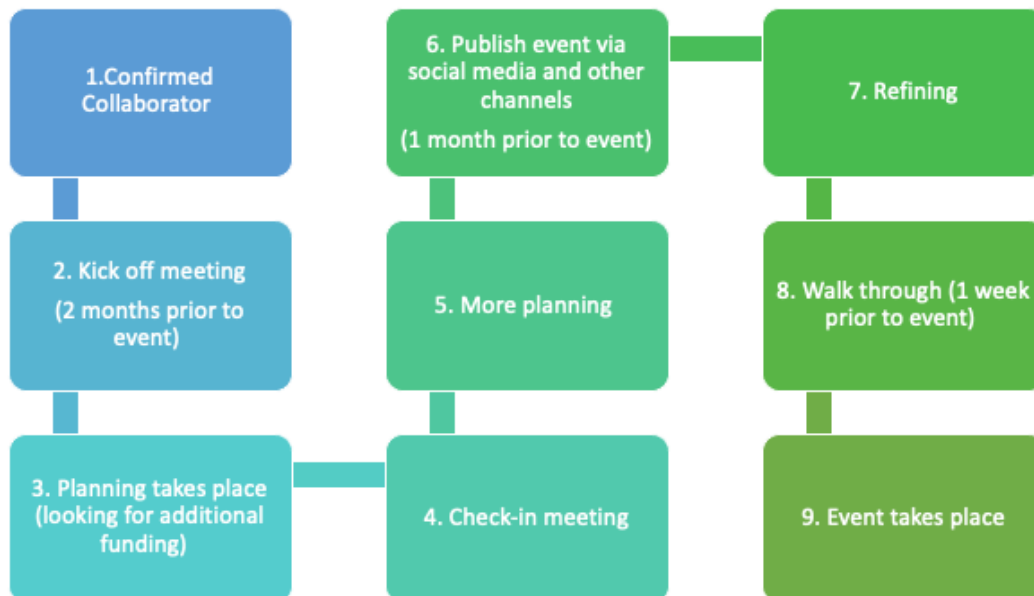 1.Confirmed
Collaborator
2. Kick off meeting
(2 months prior to
event)
3. Planning takes place
(looking for additional
funding)
4. Check-in meeting
5. More planning
6. Publish event via
social media and other
channels
(1 month prior to event)
7. Refining
8. Walk through (1 week
prior to event)
9. Event takes place